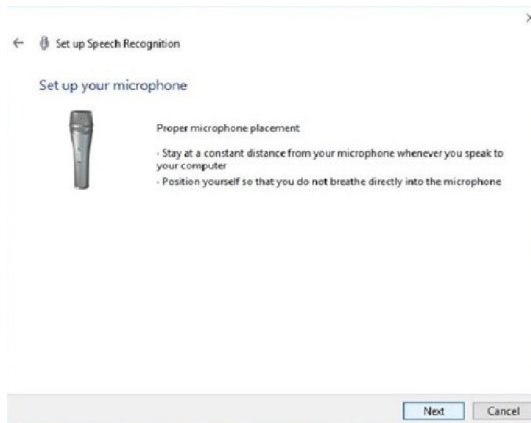 Set up Speech Recognition
Set up your microphone
Proper microphone placement
- Stay at a constant distance from your microphone whenever you speak to
your computer
- Position yourself so that you do not breathe directly into the microphone
Next
Cancel